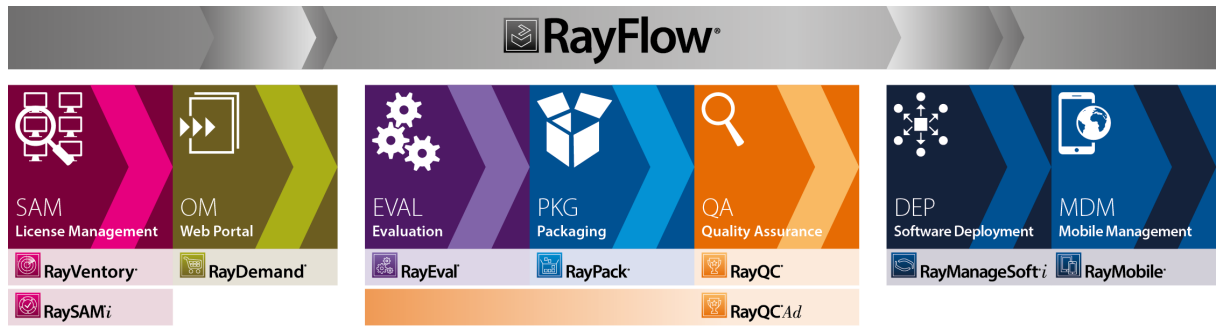 RayFlow®
SAM
License Management
OM
Web Portal
EVAL
Evaluation
PKG
Packaging
QA
Quality Assurance
DEP
Software Deployment
MDM
Mobile Management
RayVentory
RayDemand
RayEval
RayPack
RayQC
RayManageSoft i
RayMobile
RaySAM i
RayQC Ad